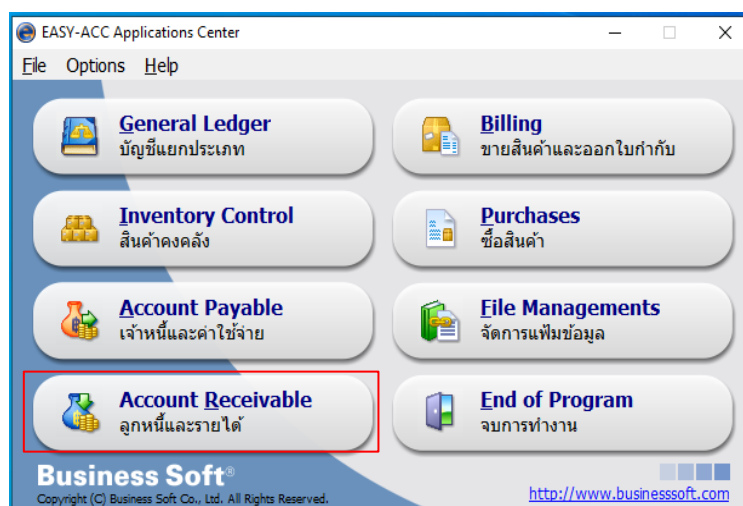 EASY-ACC Applications Center
File Options Help
General Ledger
บัญชีแยกประเภท
Billing
ขายสินค้าและออกใบกำกับ
Inventory Control
สินค้าคงคลัง
Purchases
ซื้อสินค้า
Account Payable
เจ้าหนี้และค่าใช้จ่าย
File Managements
จัดการแฟ้มข้อมูล
Account Receivable
ลูกหนี้และรายได้
End of Program
จบการทำงาน
Business Soft®
Copyright (C) Business Soft Co., Ltd. All Rights Reserved.
http://www.businesssoft.com